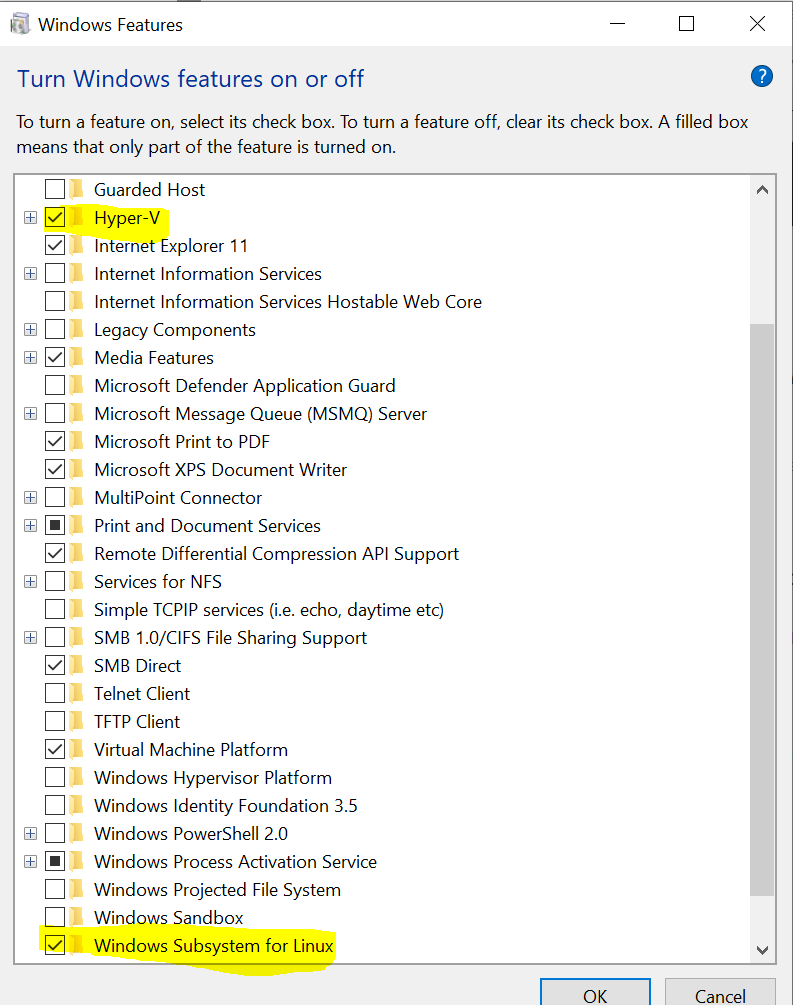 Windows Features
Turn Windows features on or off
?
To turn a feature on, select its check box. To turn a feature off, clear its check box. A filled box
means that only part of the feature is turned on.
Guarded Host
Hyper-V
Internet Explorer 11
Internet Information Services
Internet Information Services Hostable Web Core
Legacy Components
Media Features
Microsoft Defender Application Guard
Microsoft Message Queue (MSMQ) Server
Microsoft Print to PDF
Microsoft XPS Document Writer
MultiPoint Connector
Print and Document Services
Remote Differential Compression API Support
Services for NFS
Simple TCPIP services (i.e. echo, daytime etc)
SMB 1.0/CIFS File Sharing Support
SMB Direct
Telnet Client
TFTP Client
Virtual Machine Platform
Windows Hypervisor Platform
Windows Identity Foundation 3.5
Windows PowerShell 2.0
Windows Process Activation Service
Windows Projected File System
Windows Sandbox
Windows Subsystem for Linux
OK Cancel